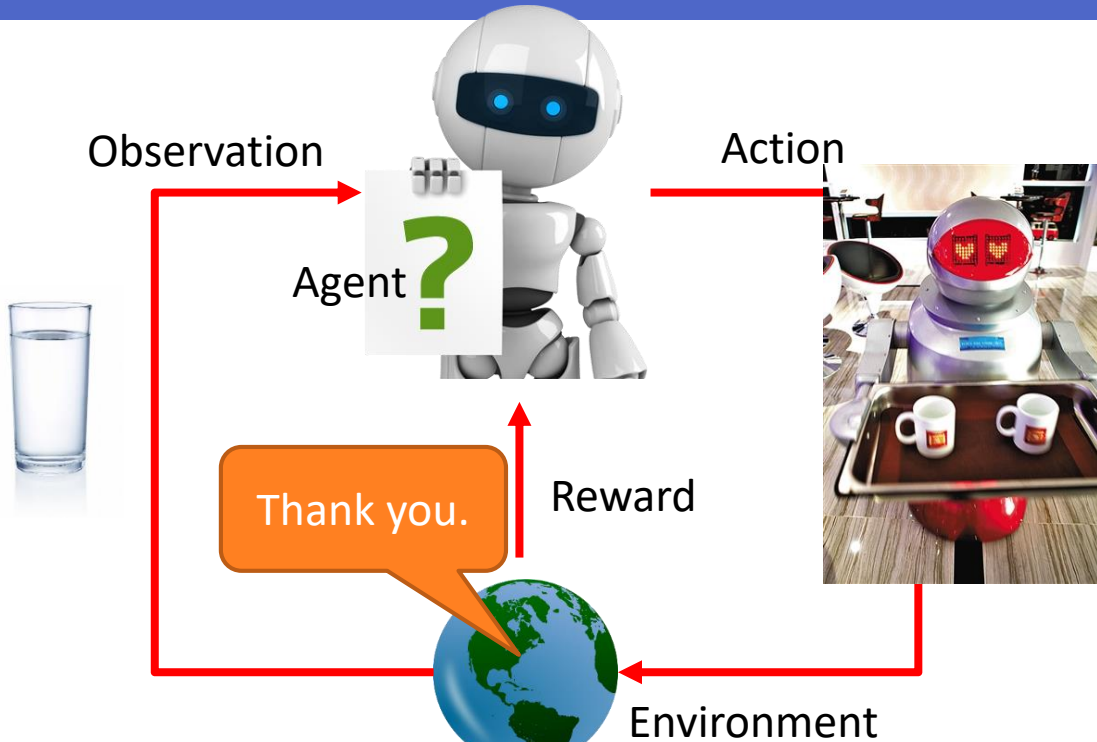 Observation
Action
Agent
?
Reward
Thank you.
Environment